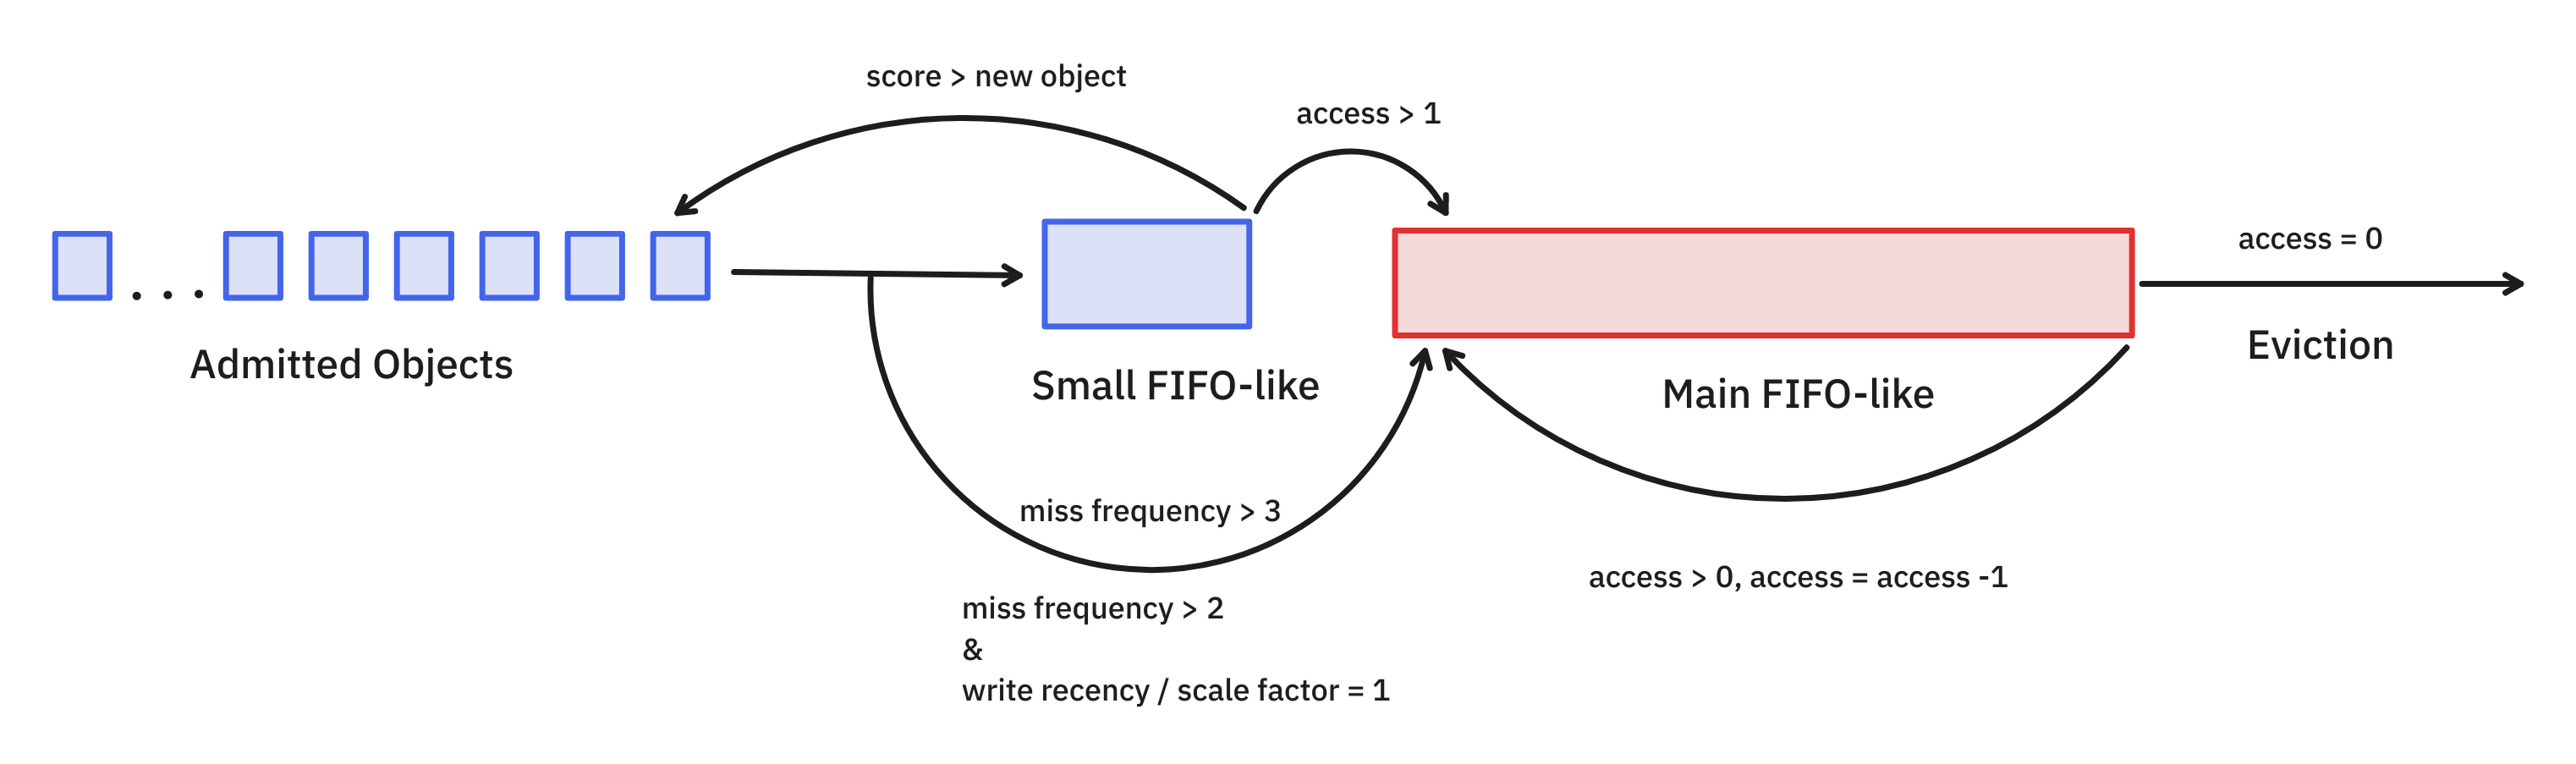 score > new object
access > 1
access = 0
Admitted Objects
Small FIFO-like
Main FIFO-like
Eviction
miss frequency > 3
access > 0, access = access -1
miss frequency > 2
&
write recency / scale factor = 1